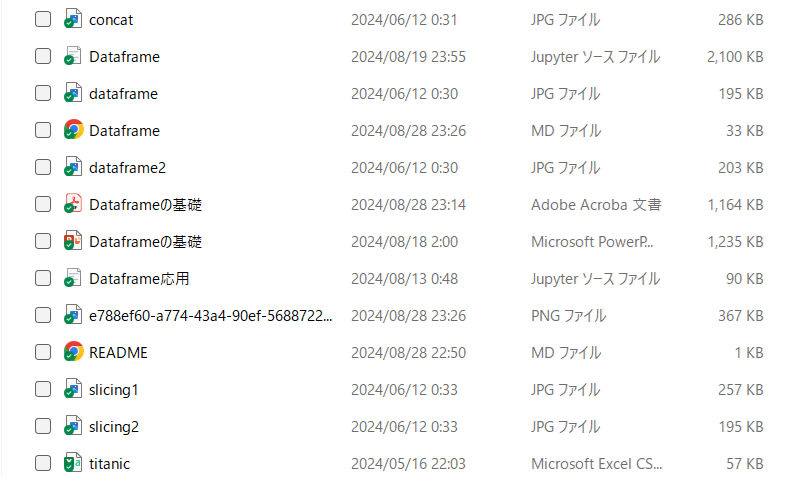 concat 2024/06/12 0:31 JPG ファイル 286 KB
Dataframe 2024/08/19 23:55 Jupyter ソース ファイル 2,100 KB
dataframe 2024/06/12 0:30 JPG ファイル 195 KB
Dataframe 2024/08/28 23:26 MD ファイル 33 KB
dataframe2 2024/06/12 0:30 JPG ファイル 203 KB
Dataframeの基礎 2024/08/28 23:14 Adobe Acroba 文書 1,164 KB
Dataframeの基礎 2024/08/18 2:00 Microsoft PowerP... 1,235 KB
Dataframe応用 2024/08/13 0:48 Jupyter ソース ファイル 90 KB
e788ef60-a774-43a4-90ef-5688722... 2024/08/28 23:26 PNG ファイル 367 KB
README 2024/08/28 22:50 MD ファイル 1 KB
slicing1 2024/06/12 0:33 JPG ファイル 257 KB
slicing2 2024/06/12 0:33 JPG ファイル 195 KB
titanic 2024/05/16 22:03 Microsoft Excel CS... 57 KB